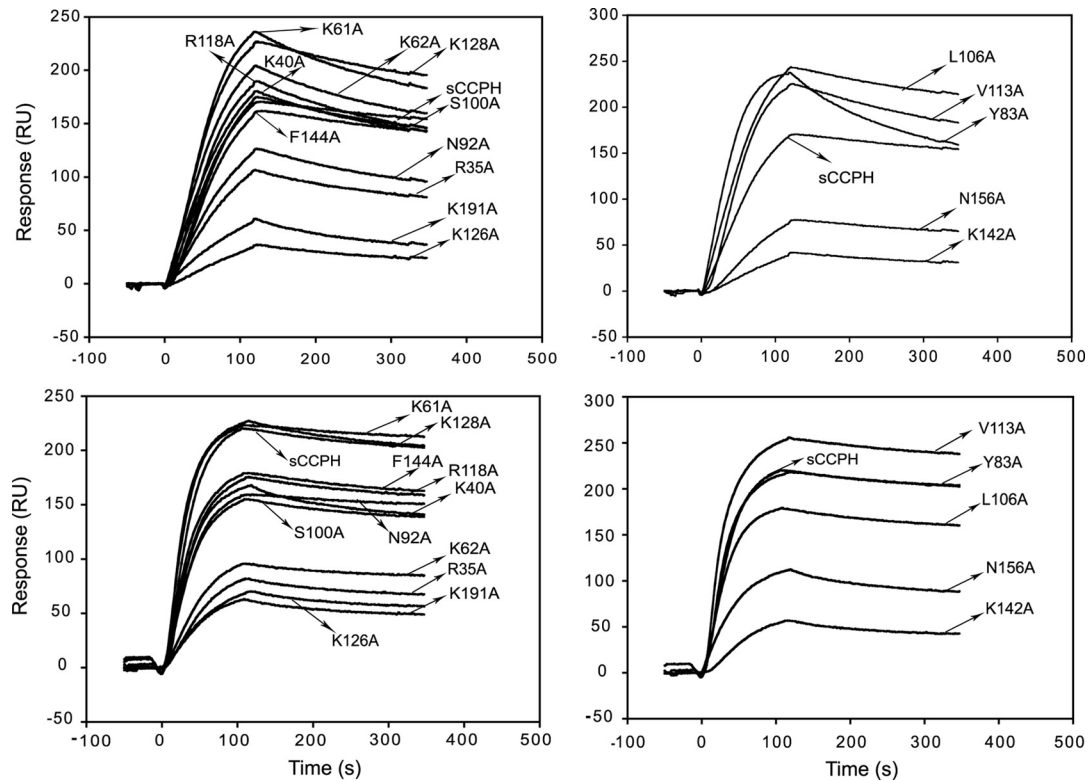 250
K61A
R118A
K62A
K128A
200
K40A
sCCPH
150
S100A
F144A
N92A
100
R35A
50
K191A
K126A
0
-50
-100
0
100
200
300
400
500
Response (RU)
300
250
L106A
V113A
200
Y83A
150
sCCPH
100
N156A
50
K142A
0
-50
-100
0
100
200
300
400
500
250
K61A
K128A
200
sCCPH
F144A
R118A
150
K40A
S100A
N92A
100
K62A
R35A
50
K191A
K126A
0
-50
-100
0
100
200
300
400
500
Response (RU)
Time (s)
300
250
V113A
sCCPH
200
Y83A
L106A
150
100
N156A
50
K142A
0
-50
-100
0
100
200
300
400
500
Time (s)